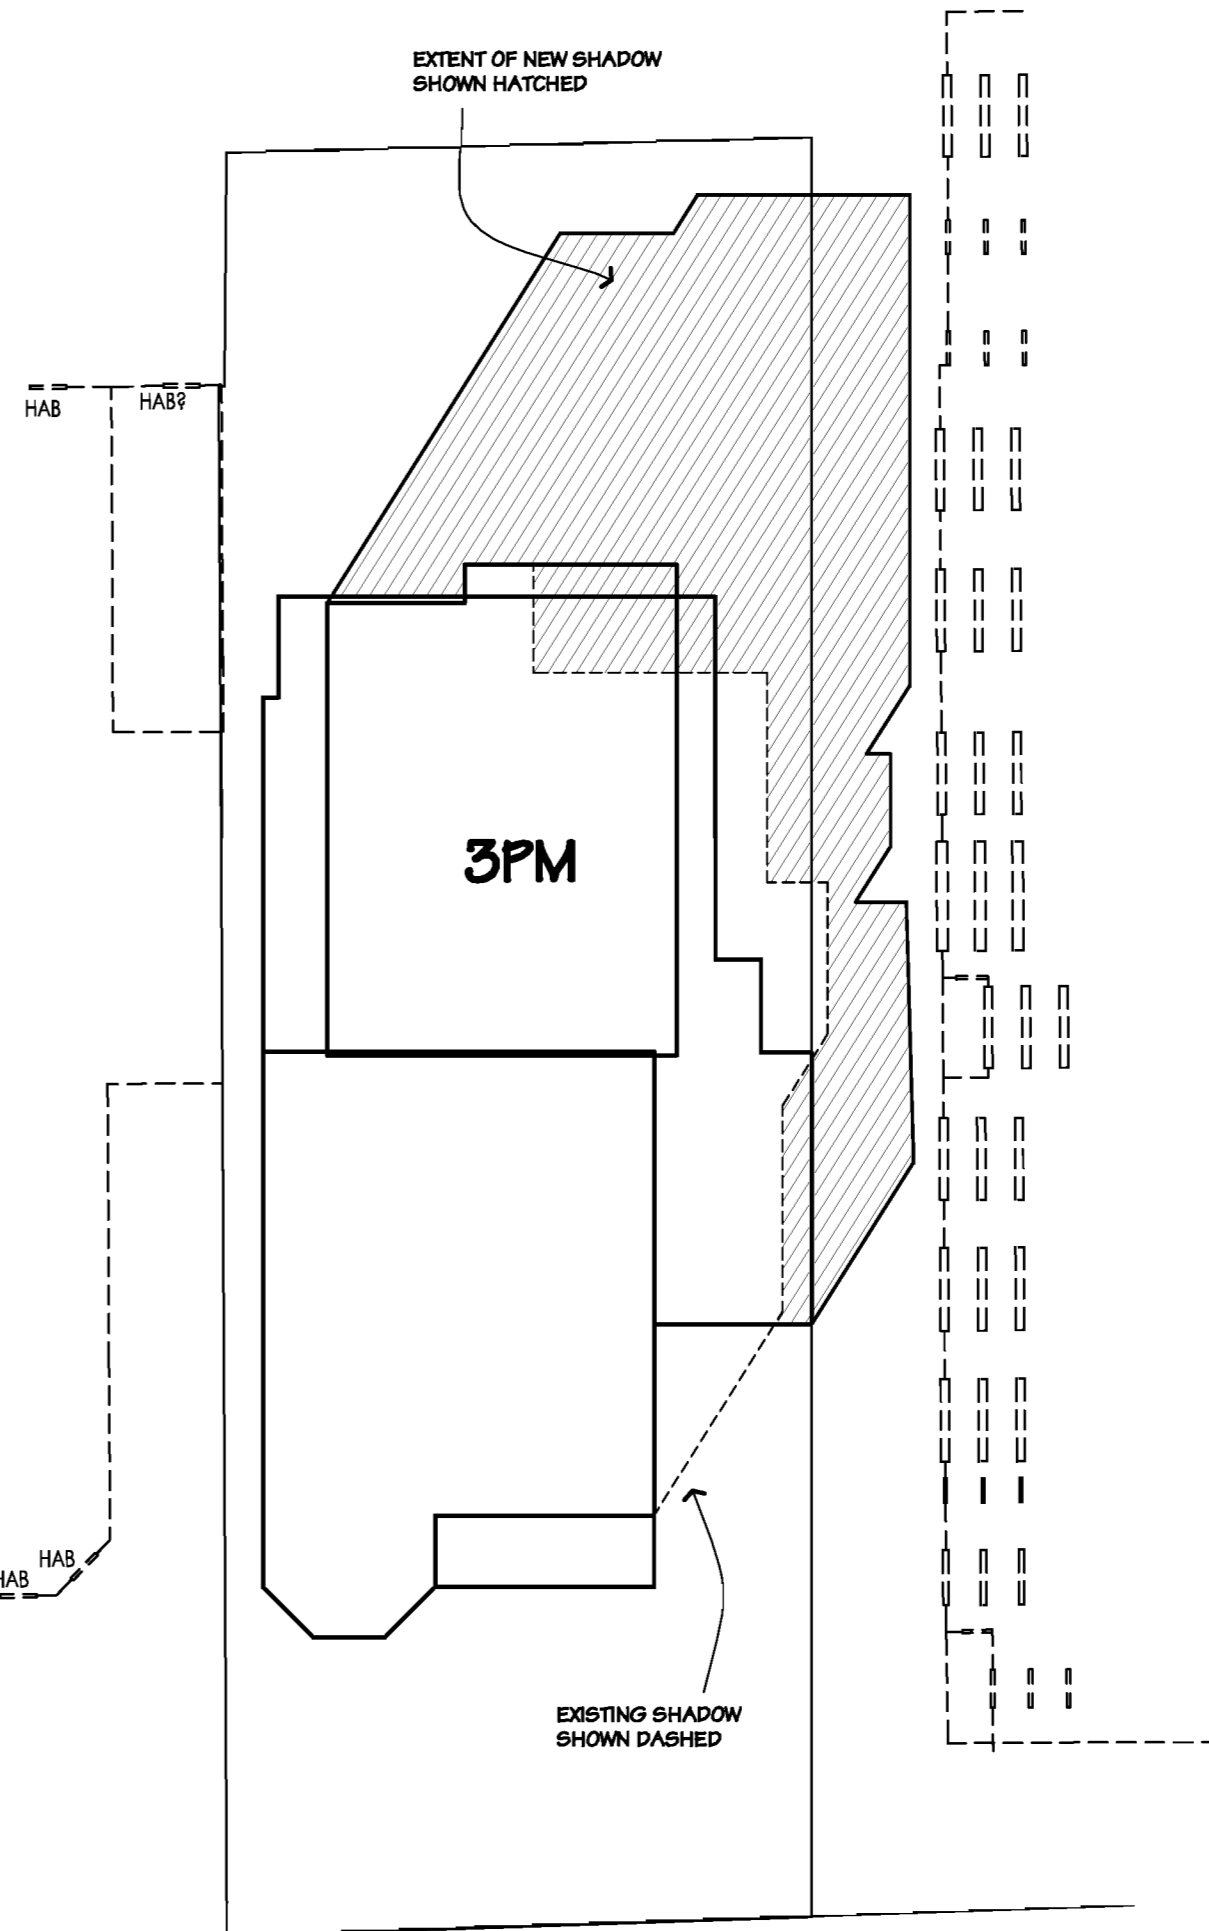 EXTENT OF NEW SHADOW
SHOWN HATCHED
HAB
HAB?
3PM
HAB
HAB
EXISTING SHADOW
SHOWN DASHED